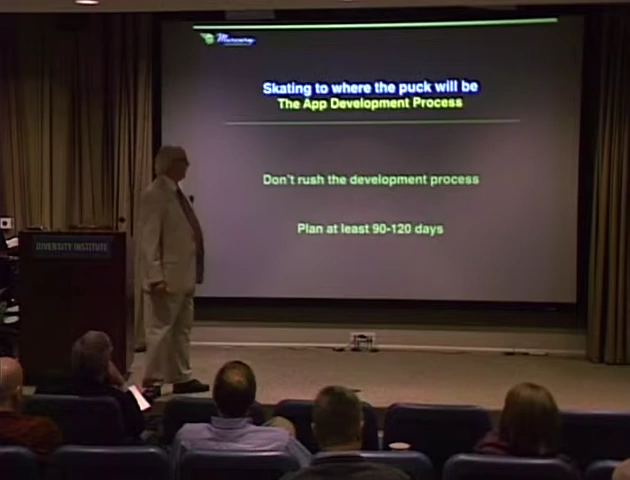 Mercury
Skating to where the puck will be
The App Development Process
Don't rush the development process
Plan at least 90-120 days
DIVERSITY INSTITUTE